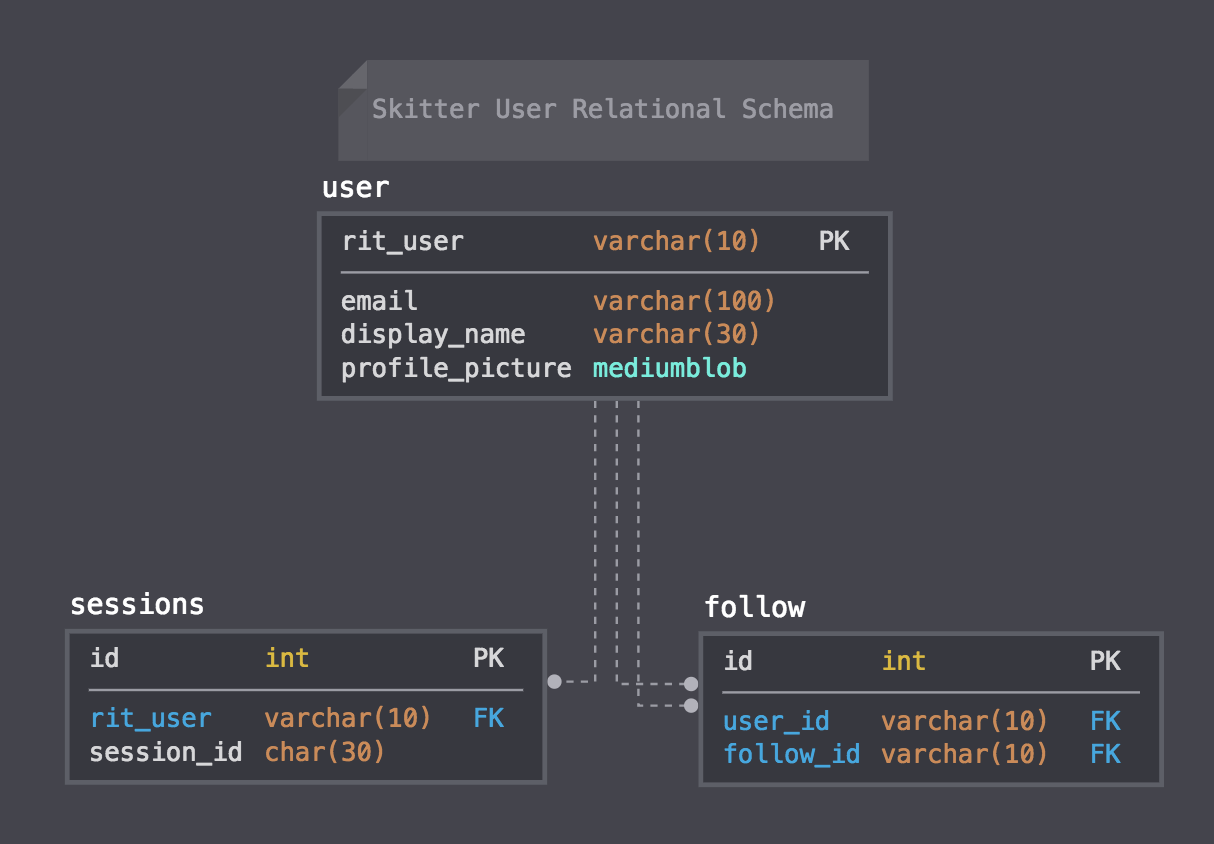 Skitter User Relational Schema
user
rit_user varchar(10) PK
email varchar(100)
display_name varchar(30)
profile_picture mediumblob
sessions
id int PK
rit_user varchar(10) FK
session_id char(30)
follow
id int PK
user_id varchar(10) FK
follow_id varchar(10) FK